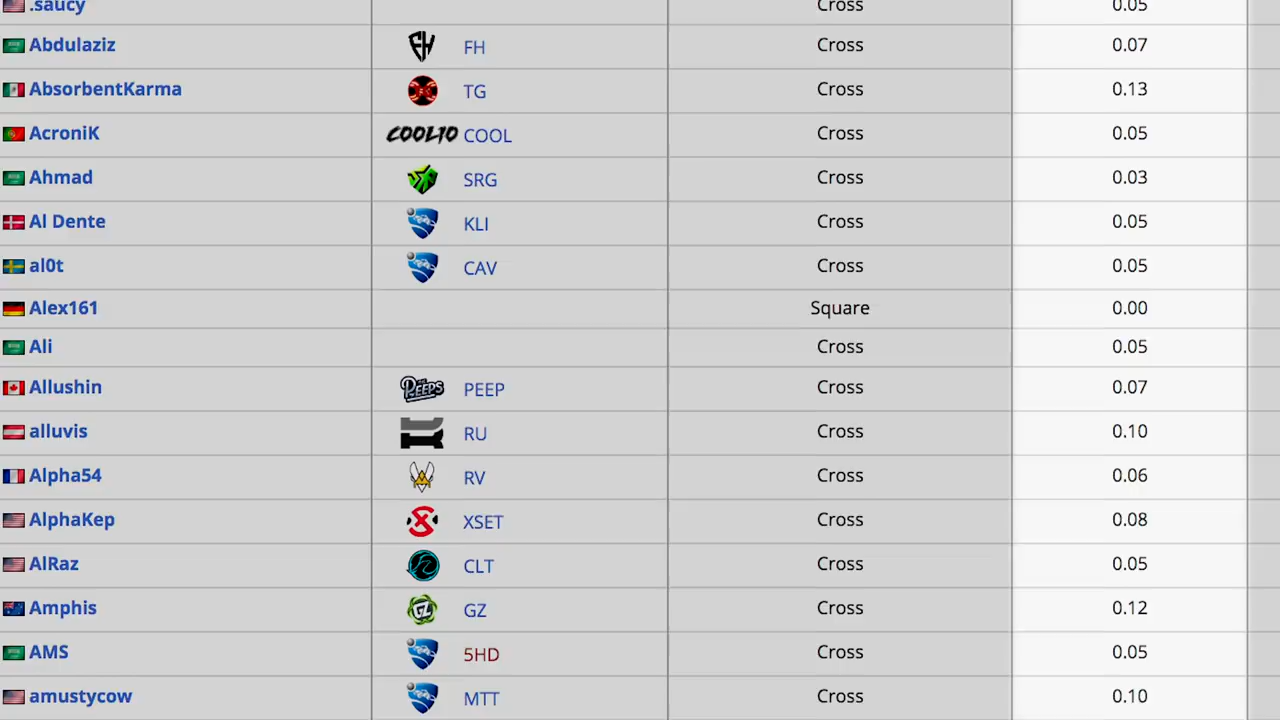 .saucy Cross 0.05
Abdulaziz FH FH Cross 0.07
AbsorbentKarma TG Cross 0.13
AcroniK COOL10 COOL Cross 0.05
Ahmad SRG Cross 0.03
Al Dente KLI Cross 0.05
al0t CAV Cross 0.05
Alex161 Square 0.00
Ali Cross 0.05
Allushin PEEPS PEEP Cross 0.07
alluvis RU Cross 0.10
Alpha54 RV Cross 0.06
AlphaKep XSET Cross 0.08
AlRaz CLT Cross 0.05
Amphis GZ GZ Cross 0.12
AMS 5HD Cross 0.05
amustycow MTT Cross 0.10